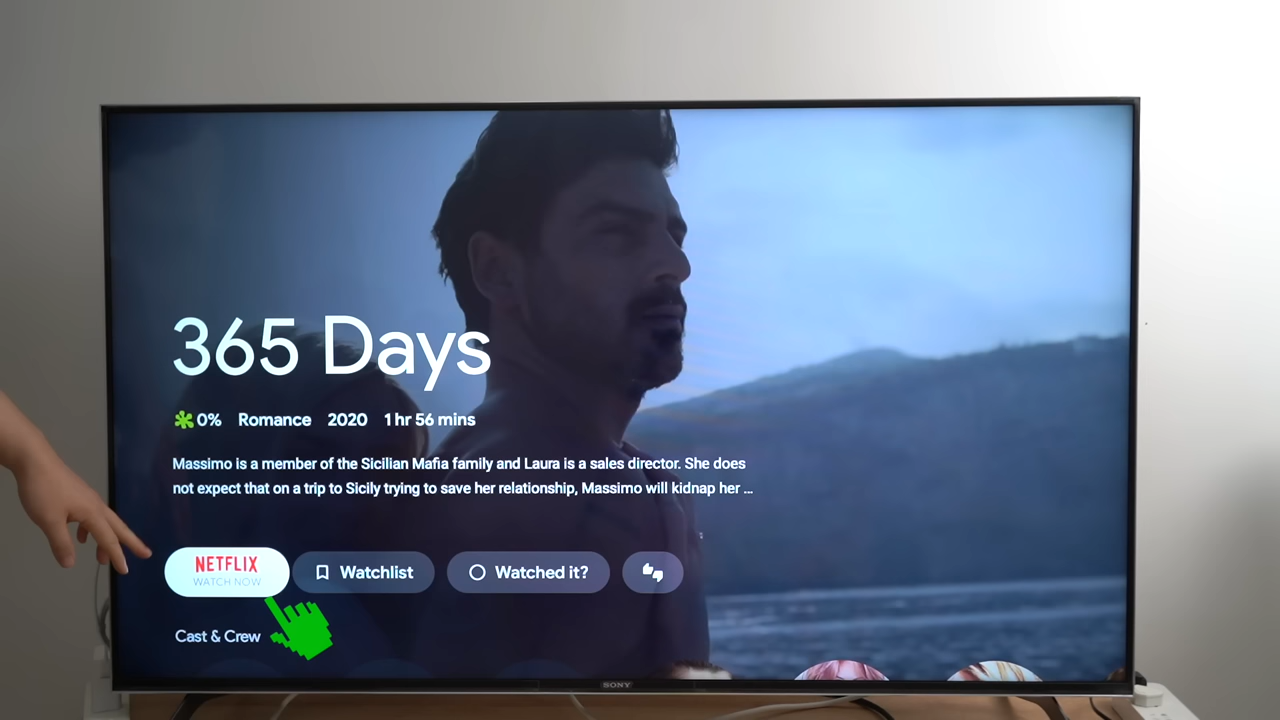 365 Days
0% Romance 2020 1 hr 56 mins
Massimo is a member of the Sicilian Mafia family and Laura is a sales director. She does
not expect that on a trip to Sicily trying to save her relationship, Massimo will kidnap her ...
NETFLIX
WATCH NOW
Watchlist
Watched it?
Cast & Crew
SONY